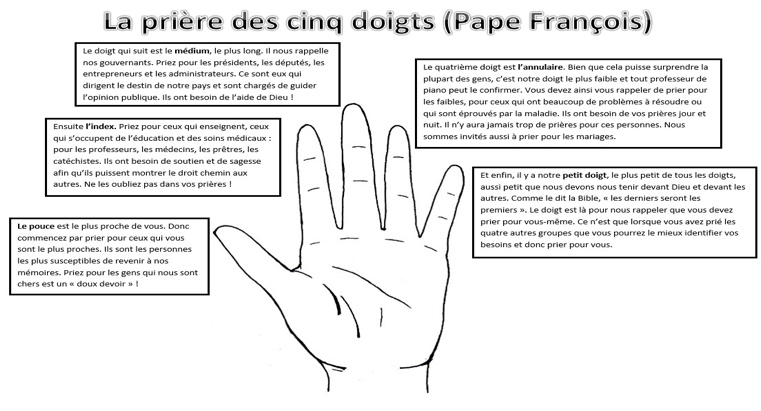 La prière des cinq doigts (Pape François)
Le doigt qui suit est le médium, le plus long. Il nous rappelle
nos gouvernants. Priez pour les présidents, les députés, les
entrepreneurs et les administrateurs. Ce sont eux qui
dirigent le destin de notre pays et sont chargés de guider
l'opinion publique. Ils ont besoin de l'aide de Dieu !
Le quatrième doigt est l'annulaire. Bien que cela puisse surprendre la
plupart des gens, c'est notre doigt le plus faible et tout professeur de
piano peut le confirmer. Vous devez ainsi vous rappeler de prier pour
les faibles, pour ceux qui ont beaucoup de problèmes à résoudre ou
qui sont éprouvés par la maladie. Ils ont besoin de vos prières jour et
nuit. Il n'y aura jamais trop de prières pour ces personnes. Nous
sommes invités aussi à prier pour les mariages.
Ensuite l'index. Priez pour ceux qui enseignent, ceux
qui s'occupent de l'éducation et des soins médicaux :
pour les professeurs, les médecins, les prêtres, les
catéchistes. Ils ont besoin de soutien et de sagesse
afin qu'ils puissent montrer le droit chemin aux
autres. Ne les oubliez pas dans vos prières !
Et enfin, il y a notre petit doigt, le plus petit de tous les doigts,
aussi petit que nous devons nous tenir devant Dieu et devant les
autres. Comme le dit la Bible, « les derniers seront les
premiers ». Le doigt est là pour nous rappeler que vous devez
prier pour vous-même. Ce n'est que lorsque vous avez prié les
quatre autres groupes que vous pourrez le mieux identifier vos
besoins et donc prier pour vous.
Le pouce est le plus proche de vous. Donc
commencez par prier pour ceux qui vous
sont le plus proches. Ils sont les personnes
les plus susceptibles de revenir à nos
mémoires. Priez pour les gens qui nous sont
chers est un « doux devoir » !